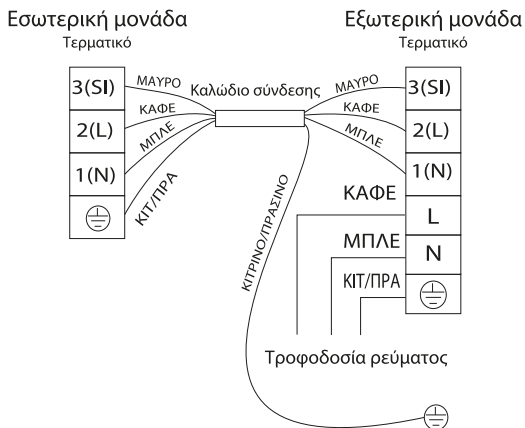 Εσωτερική μονάδα
Τερματικό
Εξωτερική μονάδα
Τερματικό
3(SI)
2(L)
1(N)
ΜΑΥΡΟ
ΚΑΦΕ
ΜΠΛΕ
ΚΙΤ/ΠΡΑ
Καλώδιο σύνδεσης
ΜΑΥΡΟ
ΚΑΦΕ
ΜΠΛΕ
3(SI)
2(L)
1(N)
ΚΑΦΕ
L
ΜΠΛΕ
N
ΚΙΤ/ΠΡΑ
ΚΙΤΡΙΝΟ/ΠΡΑΣΙΝΟ
Τροφοδοσία ρεύματος